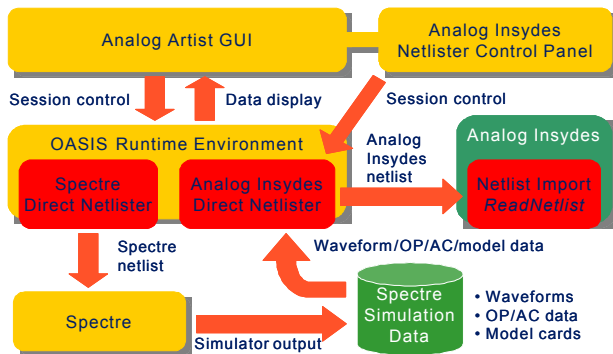 Analog Artist GUI
Analog Insydes
Netlister Control Panel
Session control
Data display
Session control
OASIS Runtime Environment
Analog
Insydes
netlist
Analog Insydes
Spectre
Direct Netlister
Analog Insydes
Direct Netlister
Netlist Import
ReadNetlist
Spectre
netlist
Waveform/OP/AC/model data
Spectre
Simulator output
Spectre
Simulation
Data
• Waveforms
• OP/AC data
• Model cards